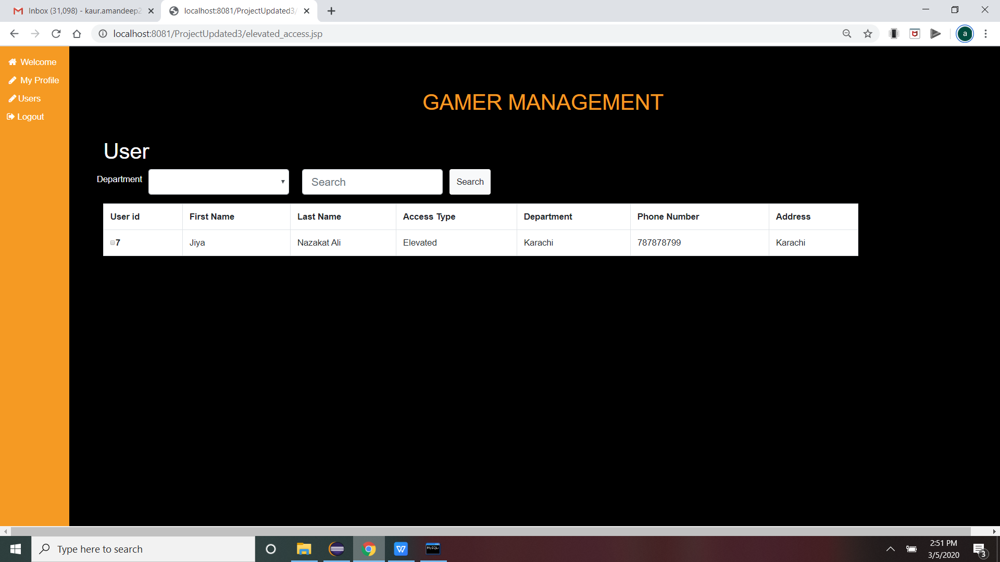 Inbox (31,098) - kaur.amandeep2
localhost:8081/ProjectUpdated3/
localhost:8081/ProjectUpdated3/elevated_access.jsp
a
Welcome
My Profile
Users
Logout
GAMER MANAGEMENT
User
Department
Search
Search
User id First Name Last Name Access Type Department Phone Number Address
7 Jiya Nazakat Ali Elevated Karachi 787878799 Karachi
Type here to search
W
MySQL
2:51 PM
3/5/2020
3